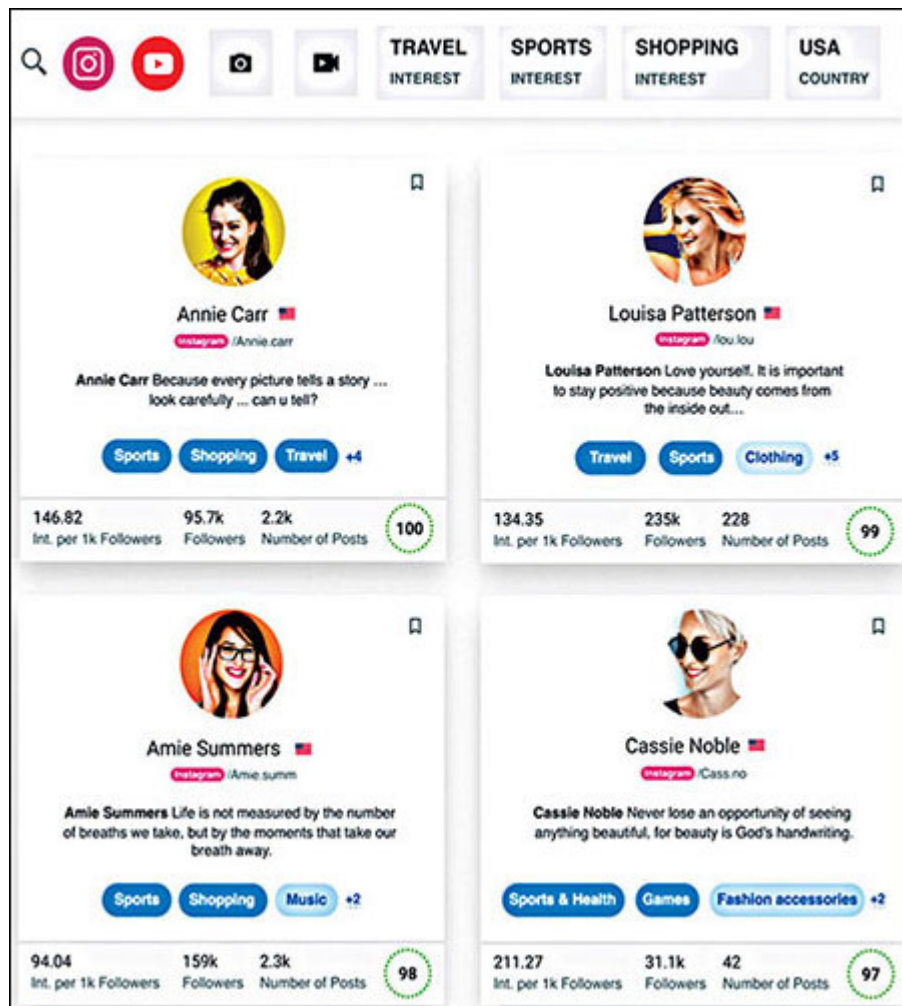 TRAVEL
INTEREST
SPORTS
INTEREST
SHOPPING
INTEREST
USA
COUNTRY
Annie Carr
Instagram /Annie.carr
Annie Carr Because every picture tells a story ...
look carefully ... can u tell?
Sports Shopping Travel +4
146.82 95.7k 2.2k 100
Int. per 1k Followers Followers Number of Posts
Louisa Patterson
Instagram /lou.lou
Louisa Patterson Love yourself. It is important
to stay positive because beauty comes from
the inside out...
Travel Sports Clothing +5
134.35 235k 228 99
Int. per 1k Followers Followers Number of Posts
Amie Summers
Instagram /Amie.summ
Amie Summers Life is not measured by the number
of breaths we take, but by the moments that take our
breath away.
Sports Shopping Music +2
94.04 159k 2.3k 98
Int. per 1k Followers Followers Number of Posts
Cassie Noble
Instagram /Cass.no
Cassie Noble Never lose an opportunity of seeing
anything beautiful, for beauty is God's handwriting.
Sports & Health Games Fashion accessories +2
211.27 31.1k 42 97
Int. per 1k Followers Followers Number of Posts